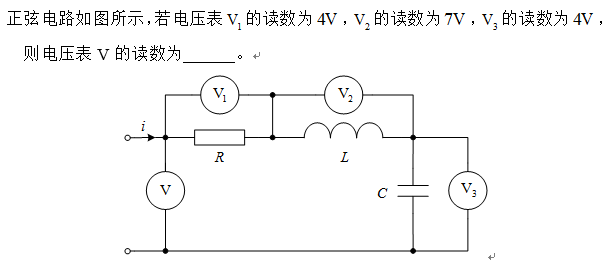 正弦电路如图所示，若电压表 V₁ 的读数为 4V，V₂ 的读数为 7V，V₃ 的读数为 4V，
则电压表 V 的读数为______。
V₁ V₂
i
R L
V C V₃